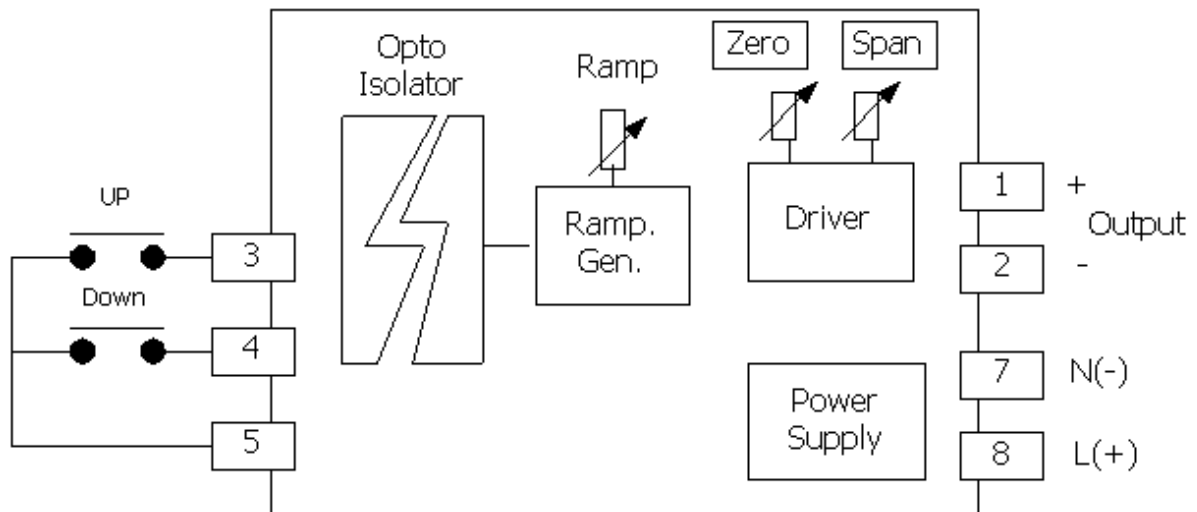 Opto
Isolator
Ramp
Zero
Span
UP
3
Down
4
5
Ramp.
Gen.
Driver
1
+
Output
2
-
Power
Supply
7
N(-)
8
L(+)